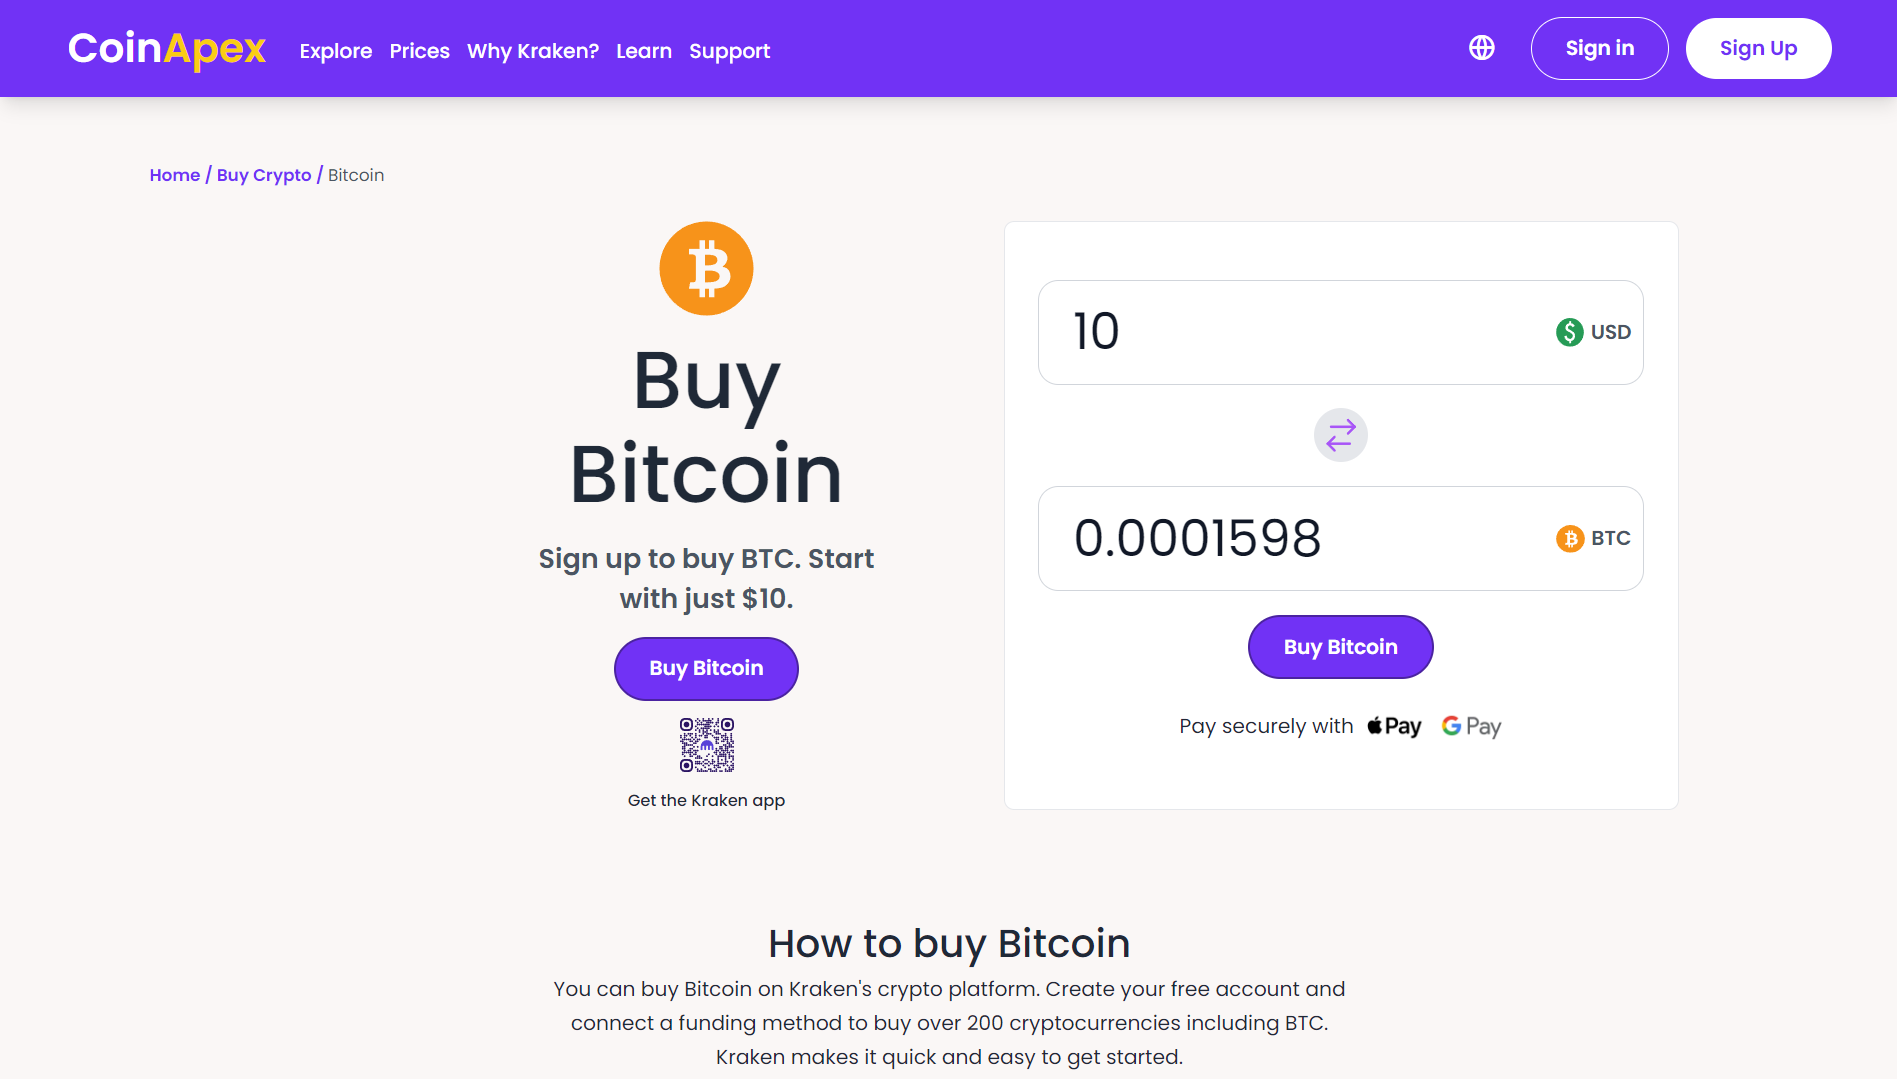 CoinApex
Explore Prices Why Kraken? Learn Support
Sign in
Sign Up
Home / Buy Crypto / Bitcoin
Buy
Bitcoin
Sign up to buy BTC. Start
with just $10.
Buy Bitcoin
Get the Kraken app
10
USD
0.0001598
BTC
Buy Bitcoin
Pay securely with Pay G Pay
How to buy Bitcoin
You can buy Bitcoin on Kraken's crypto platform. Create your free account and
connect a funding method to buy over 200 cryptocurrencies including BTC.
Kraken makes it quick and easy to get started.